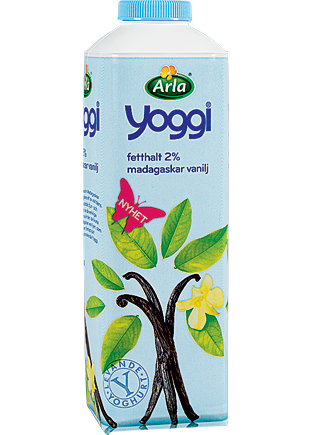 Arla
Yoggi
fetthalt 2%
madagaskar vanilj
NYHET
LEVANDE
Y
YOGHURT